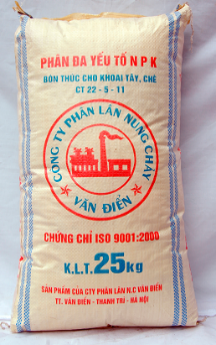 PHÂN ĐA YẾU TỐ N P K
BÓN THÚC CHO KHOAI TÂY, CHÈ
CT 22 - 5 - 11
CÔNG TY PHÂN LÂN NUNG CHẢY
VĂN ĐIỂN
CHỨNG CHỈ ISO 9001:2000
K.L.T. 25kg
SẢN PHẨM CỦA CTY PHÂN LÂN N.C VĂN ĐIỂN
TT. VĂN ĐIỂN - THANH TRÌ - HÀ NỘI